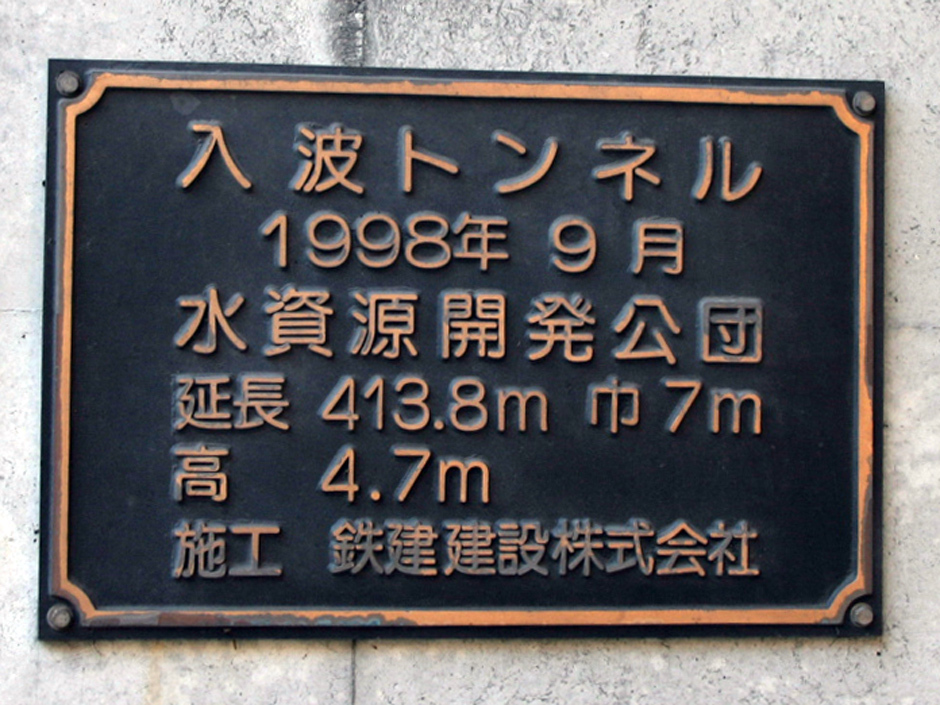 入波トンネル
1998年 9月
水資源開発公団
延長 413.8m 巾7m
高 4.7m
施工 鉄建建設株式会社